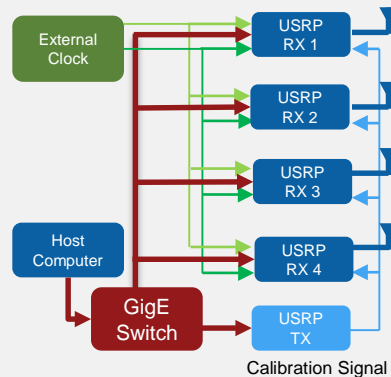 External
Clock
USRP
RX 1
USRP
RX 2
USRP
RX 3
Host
Computer
USRP
RX 4
GigE
Switch
USRP
TX
Calibration Signal